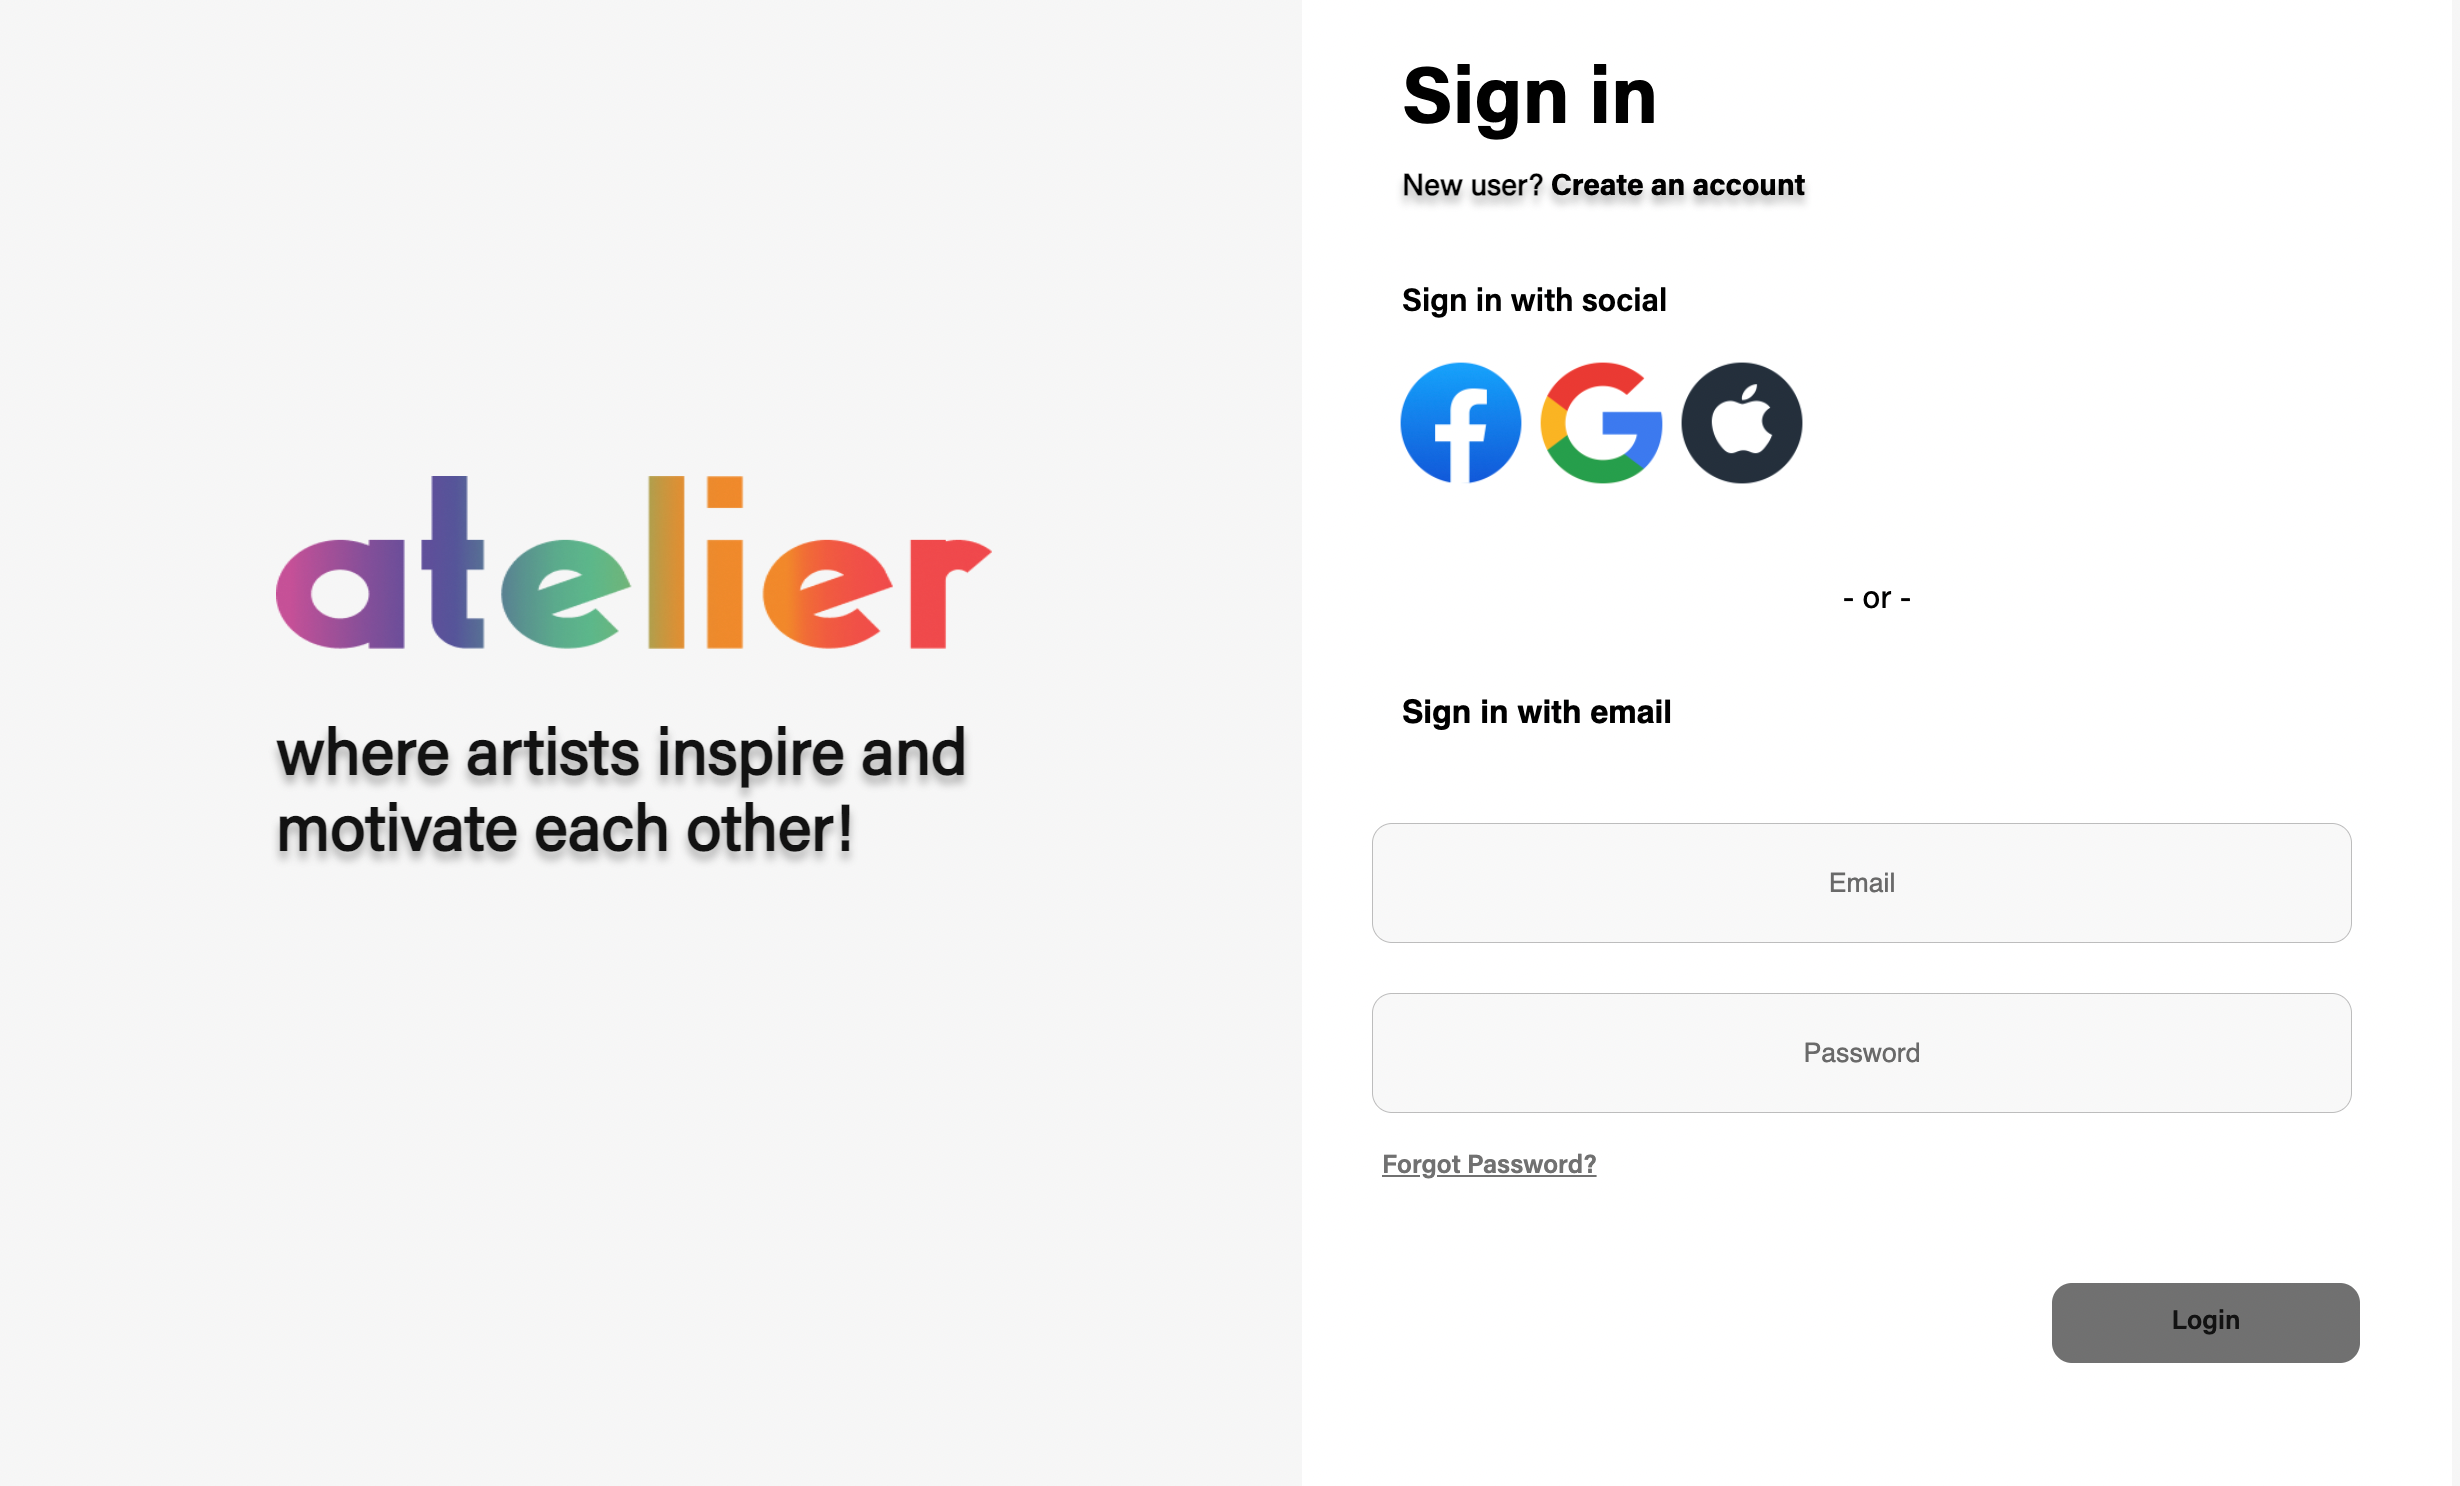 atelier
where artists inspire and
motivate each other!
Sign in
New user? Create an account
Sign in with social
- or -
Sign in with email
Email
Password
Forgot Password?
Login